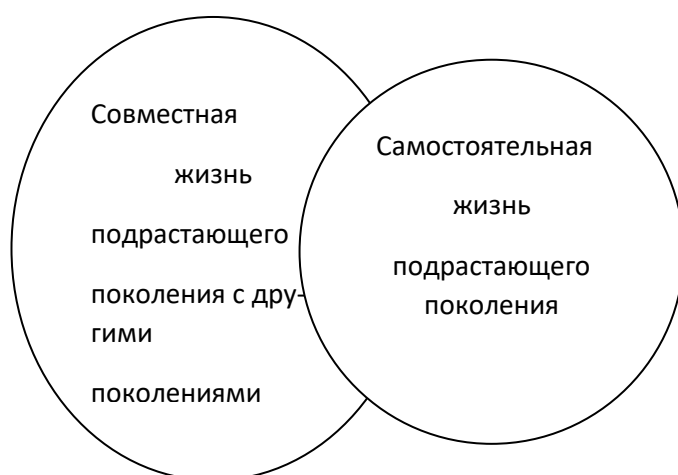 Совместная
жизнь
подрастающего
поколения с дру-
гими
поколениями
Самостоятельная
жизнь
подрастающего
поколения